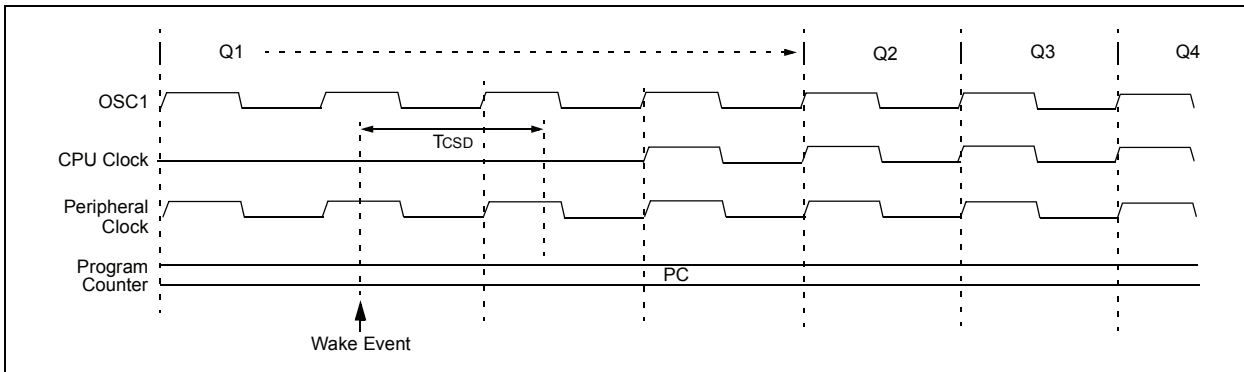 Q1
Q2
Q3
Q4
OSC1
TCSD
CPU Clock
Peripheral
Clock
Program
Counter
PC
Wake Event